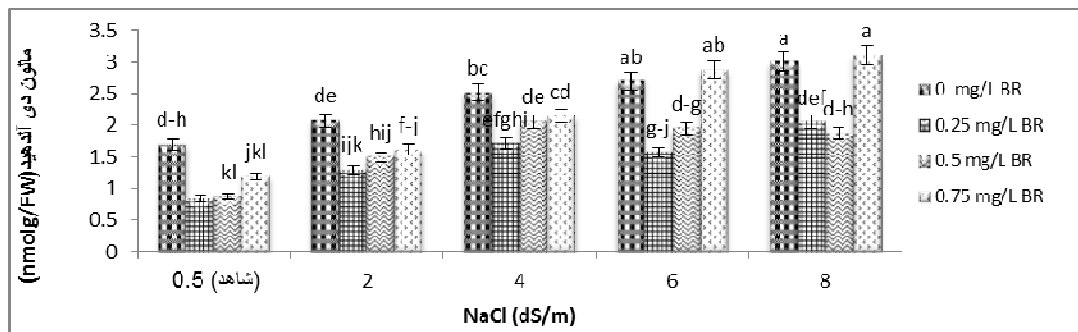 مالون دی آلدهید (nmolg/FW)
3.5
3
2.5
2
1.5
1
0.5
0
d-h kl jkl
de ijk hij f-j
bc efghi de cd
ab g-j d-g ab
a def d-h a
0 mg/L BR
0.25 mg/L BR
0.5 mg/L BR
0.75 mg/L BR
0.5 (شاهد) 2 4 6 8
NaCl (dS/m)